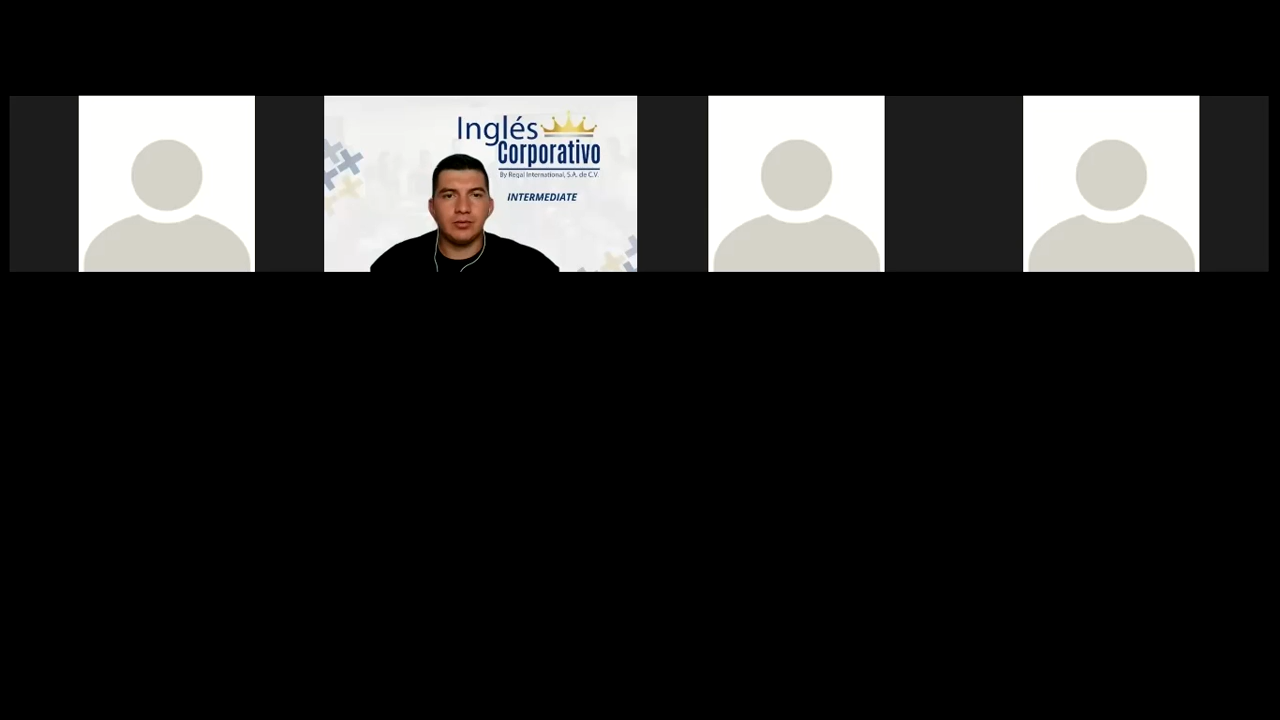 Inglés
Corporativo
By Regal International, S.A. de C.V.
INTERMEDIATE